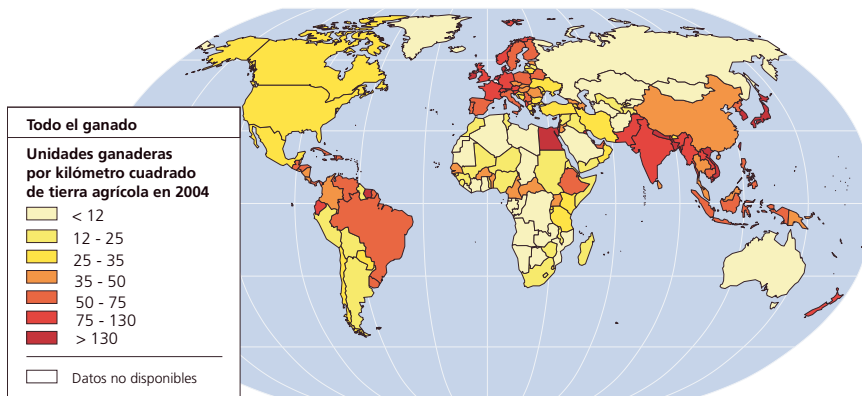 Todo el ganado
Unidades ganaderas
por kilómetro cuadrado
de tierra agrícola en 2004
< 12
12 - 25
25 - 35
35 - 50
50 - 75
75 - 130
> 130
Datos no disponibles